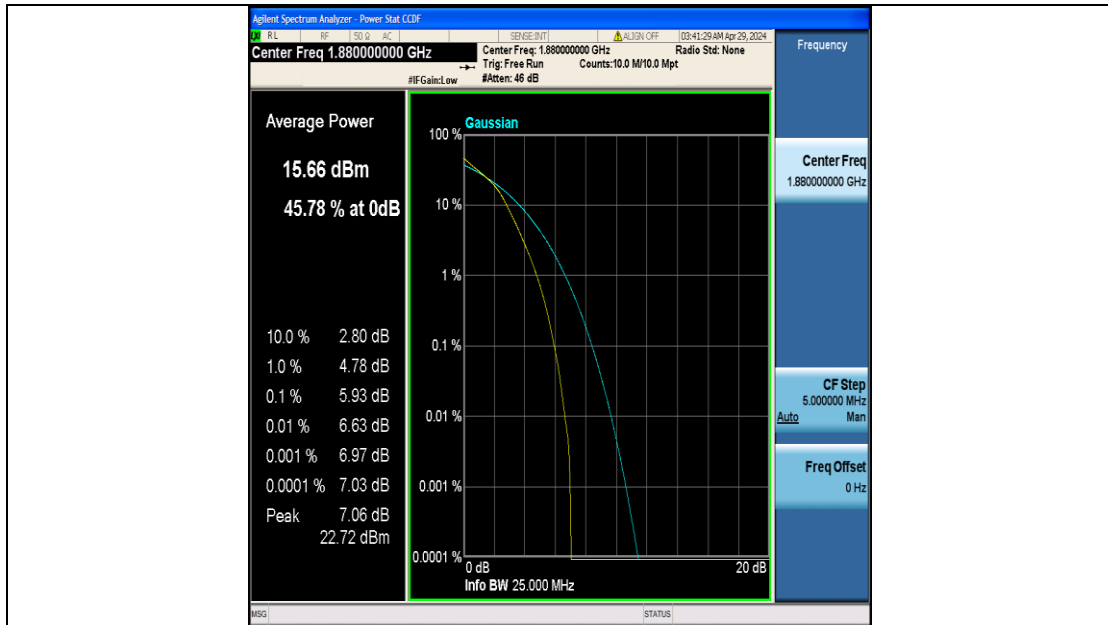 Agilent Spectrum Analyzer - Power Stat CCDF
RL RF 50 Ω AC SENSE:INT ALIGN OFF 03:41:29 AM Apr 29, 2024
Center Freq 1.880000000 GHz
Center Freq: 1.880000000 GHz Radio Std: None
Trig: Free Run Counts:10.0 M/10.0 Mpt
#IFGain:Low #Atten: 46 dB
Average Power
15.66 dBm
45.78 % at 0dB
10.0 % 2.80 dB
1.0 % 4.78 dB
0.1 % 5.93 dB
0.01 % 6.63 dB
0.001 % 6.97 dB
0.0001 % 7.03 dB
Peak 7.06 dB
22.72 dBm
Gaussian
100 %
10 %
1 %
0.1 %
0.01 %
0.001 %
0.0001 %
0 dB 20 dB
Info BW 25.000 MHz
Frequency
Center Freq
1.880000000 GHz
CF Step
5.000000 MHz
Auto Man
Freq Offset
0 Hz
MSG STATUS